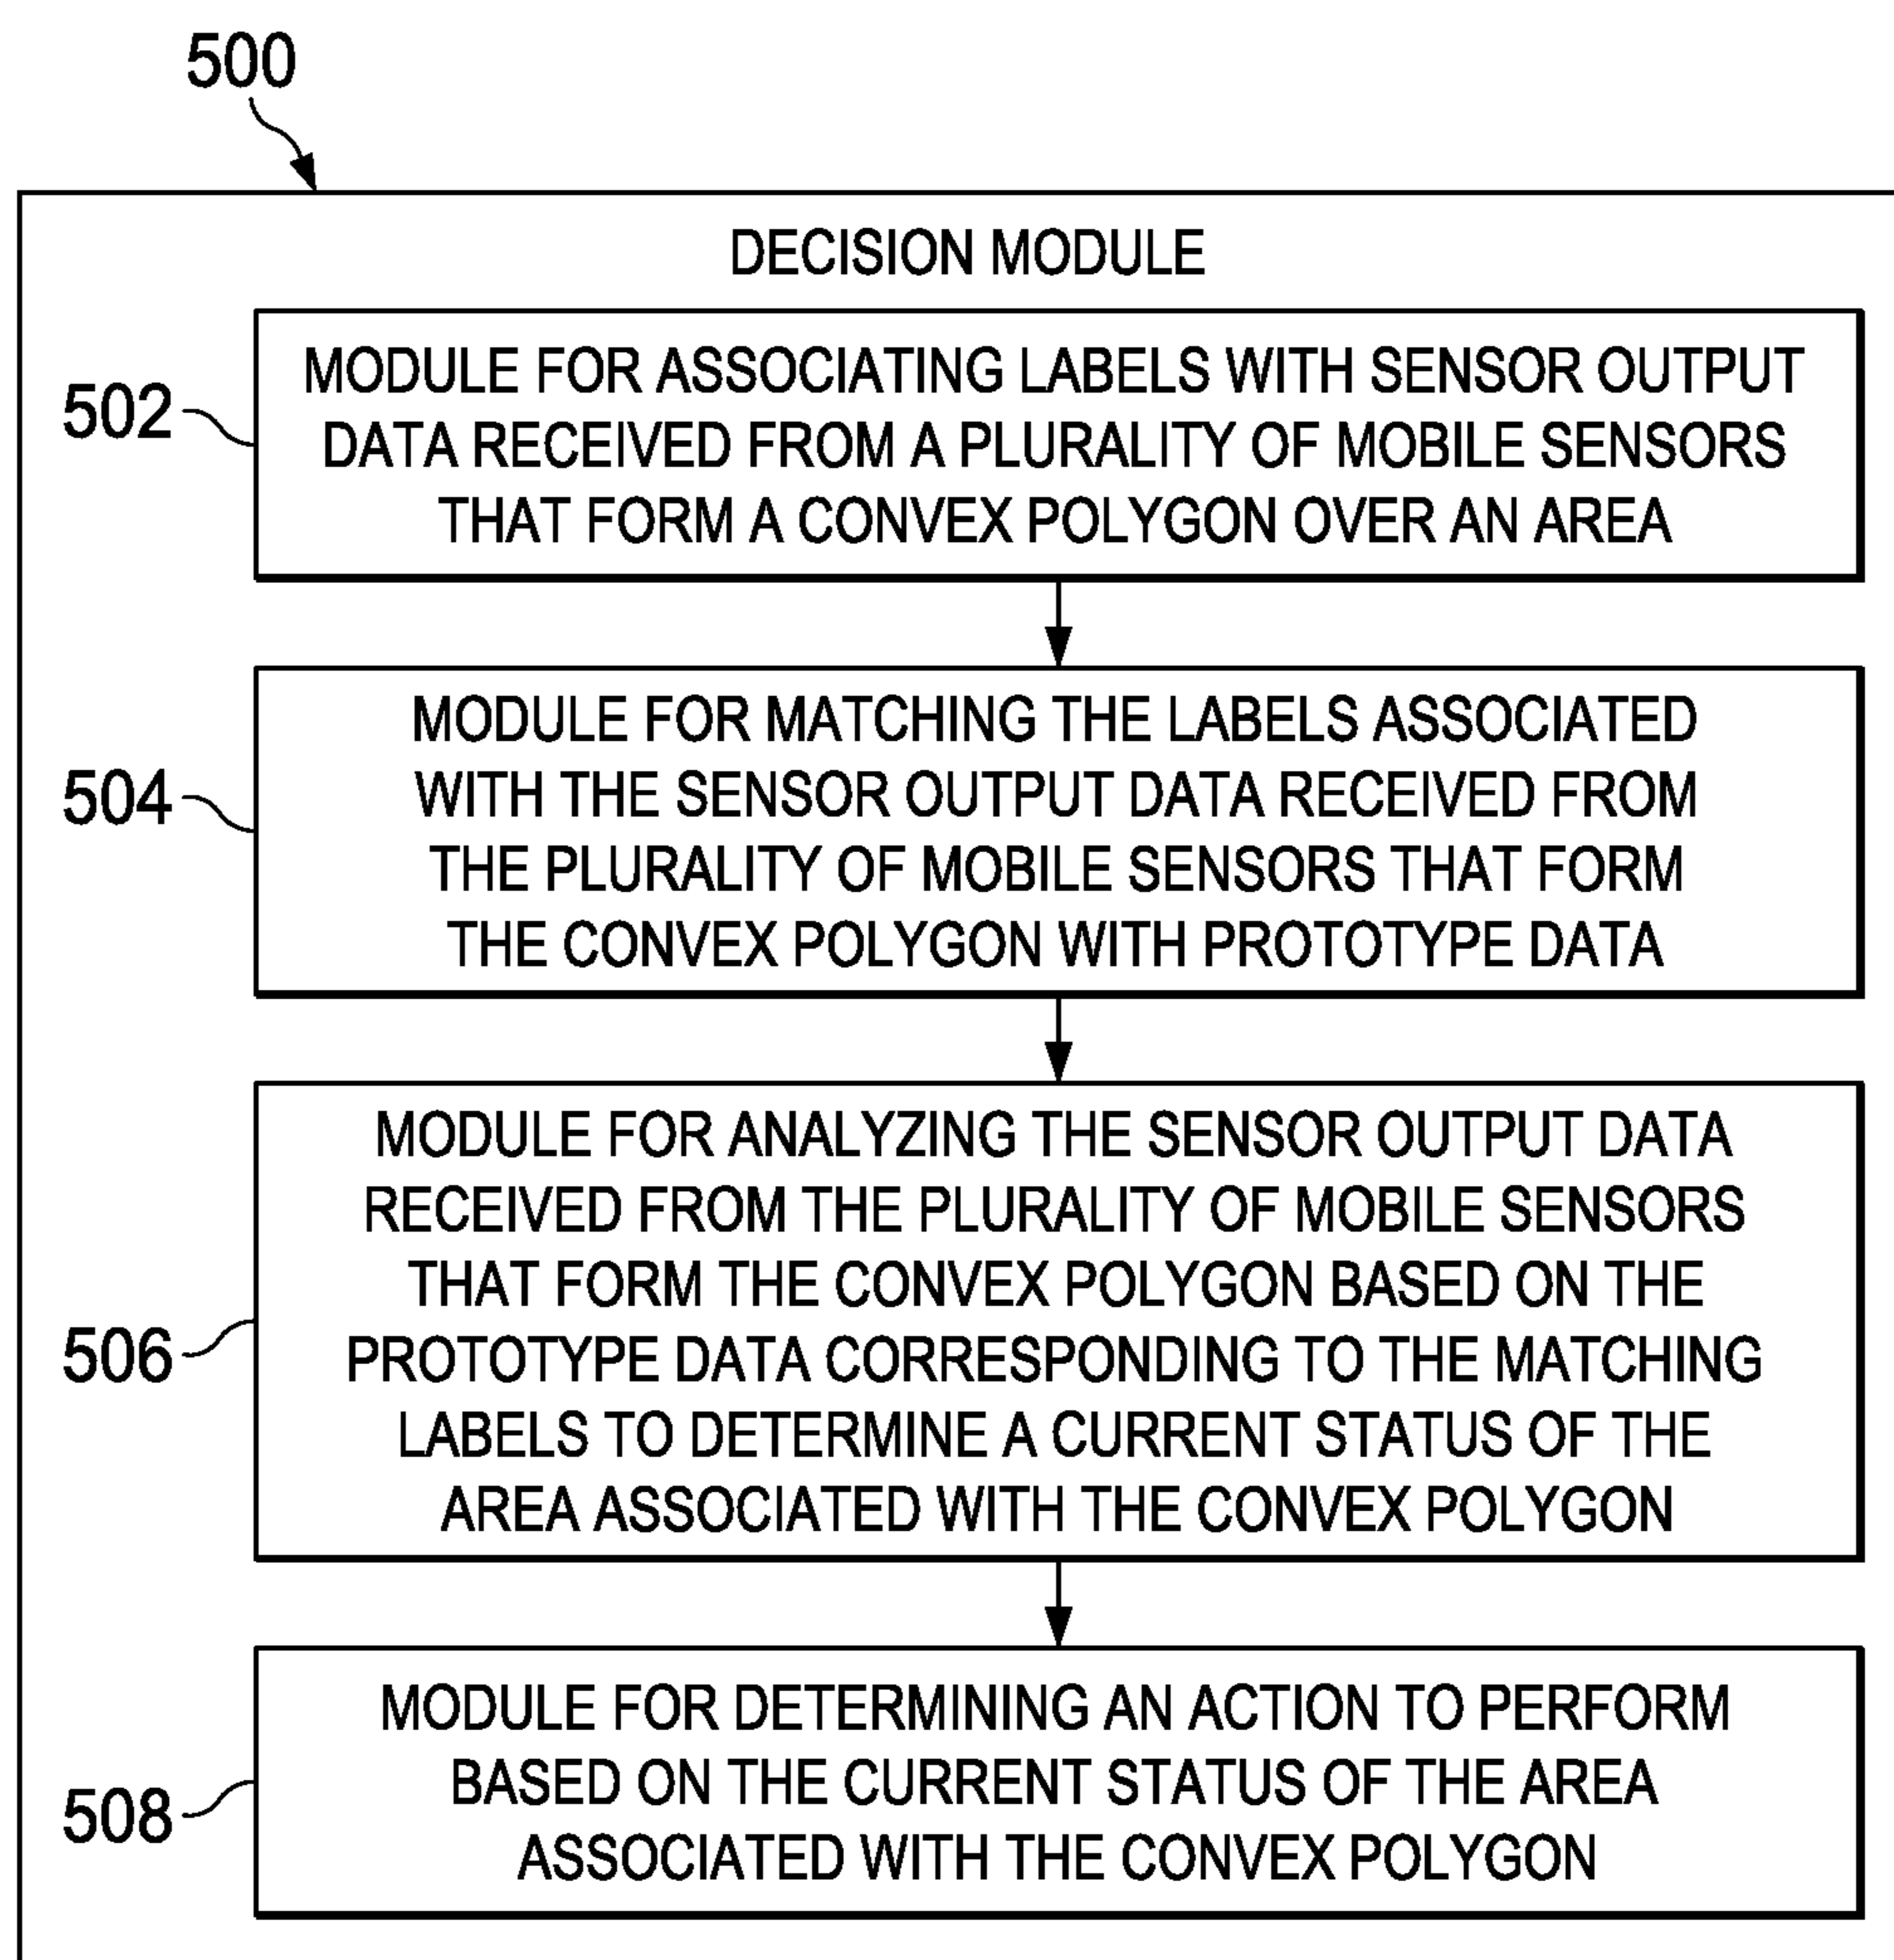 500
DECISION MODULE
502
MODULE FOR ASSOCIATING LABELS WITH SENSOR OUTPUT
DATA RECEIVED FROM A PLURALITY OF MOBILE SENSORS
THAT FORM A CONVEX POLYGON OVER AN AREA
504
MODULE FOR MATCHING THE LABELS ASSOCIATED
WITH THE SENSOR OUTPUT DATA RECEIVED FROM
THE PLURALITY OF MOBILE SENSORS THAT FORM
THE CONVEX POLYGON WITH PROTOTYPE DATA
506
MODULE FOR ANALYZING THE SENSOR OUTPUT DATA
RECEIVED FROM THE PLURALITY OF MOBILE SENSORS
THAT FORM THE CONVEX POLYGON BASED ON THE
PROTOTYPE DATA CORRESPONDING TO THE MATCHING
LABELS TO DETERMINE A CURRENT STATUS OF THE
AREA ASSOCIATED WITH THE CONVEX POLYGON
508
MODULE FOR DETERMINING AN ACTION TO PERFORM
BASED ON THE CURRENT STATUS OF THE AREA
ASSOCIATED WITH THE CONVEX POLYGON